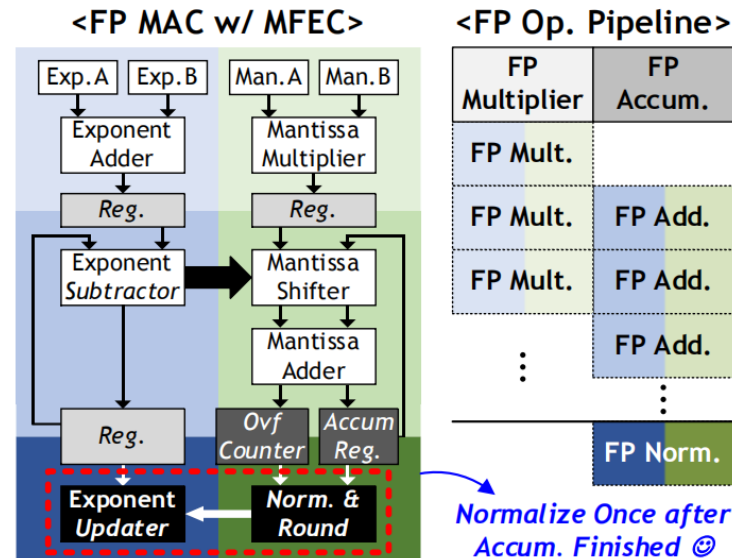 <FP MAC w/ MFEC>
Exp.A
Exp.B
Man.A
Man.B
Exponent
Adder
Mantissa
Multiplier
Reg.
Reg.
Exponent
Subtractor
Mantissa
Shifter
Mantissa
Adder
Reg.
Ovf
Counter
Accum
Reg.
Exponent
Updater
Norm. &
Round
<FP Op. Pipeline>
FP
Multiplier
FP
Accum.
FP Mult.
FP Mult.
FP Add.
FP Mult.
FP Add.
FP Add.
FP Norm.
Normalize Once after
Accum. Finished ☺